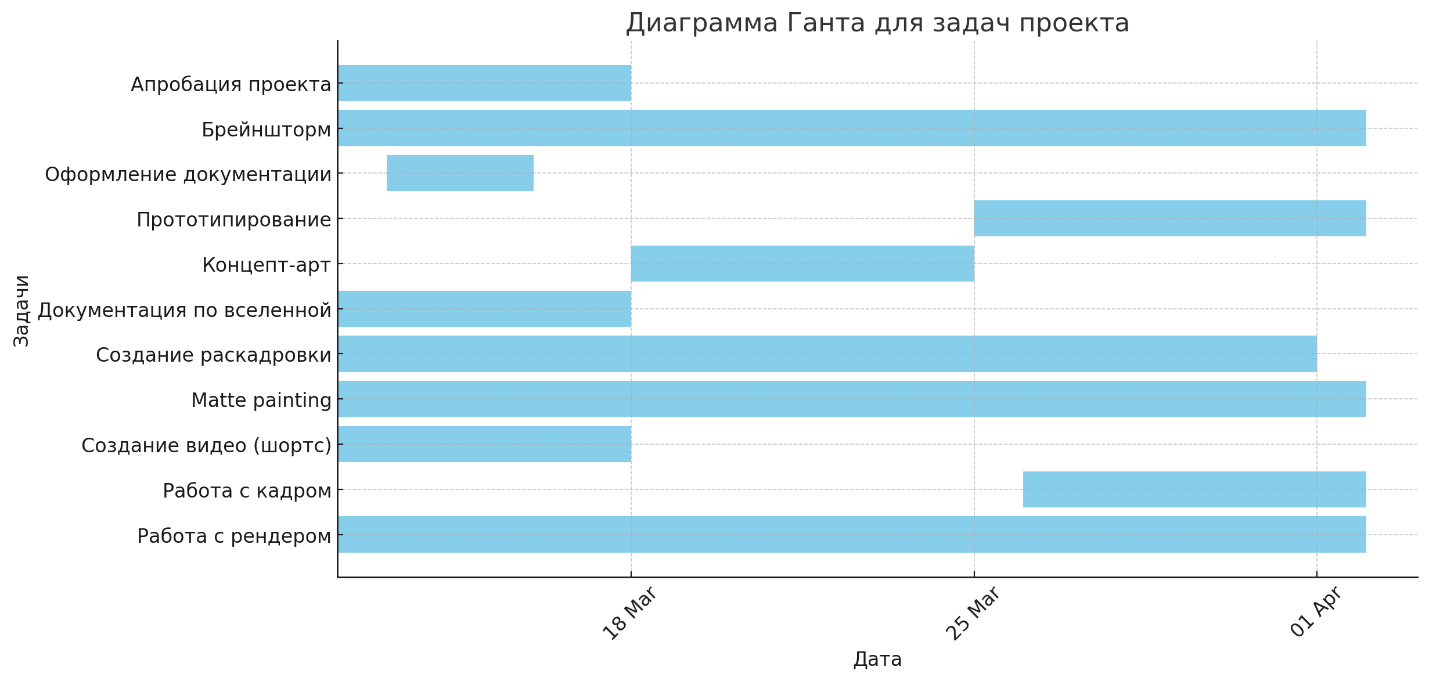 Диаграмма Ганта для задач проекта
Апробация проекта
Брейншторм
Оформление документации
Прототипирование
Концепт-арт
Документация по вселенной
Создание раскадровки
Matte painting
Создание видео (шортс)
Работа с кадром
Работа с рендером
Задачи
18 Mar
25 Mar
01 Apr
Дата